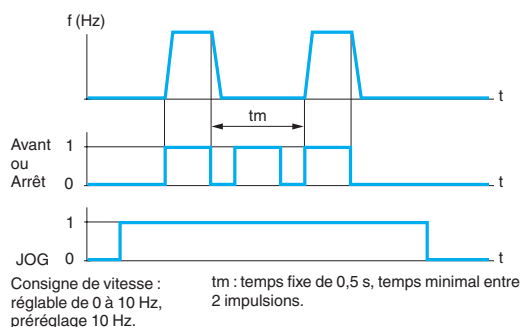 f (Hz)
t
tm
Avant
ou
Arrêt
1
0
t
1
JOG 0
t
Consigne de vitesse :
réglable de 0 à 10 Hz,
préréglage 10 Hz.
tm : temps fixe de 0,5 s, temps minimal entre
2 impulsions.